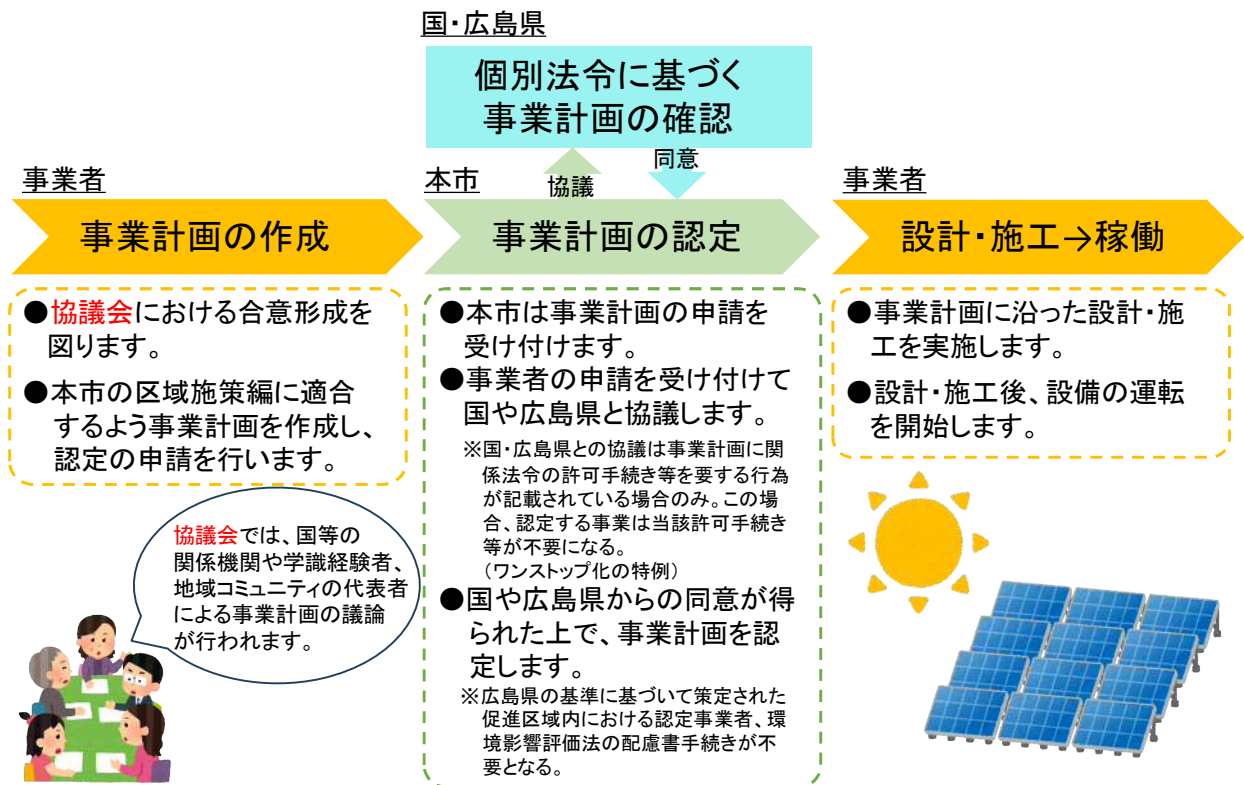 国・広島県
個別法令に基づく
事業計画の確認
協議
同意
事業者
事業計画の作成
●協議会における合意形成を
図ります。
●本市の区域施策編に適合
するよう事業計画を作成し、
認定の申請を行います。
協議会では、国等の
関係機関や学識経験者、
地域コミュニティの代表者
による事業計画の議論
が行われます。
本市
事業計画の認定
●本市は事業計画の申請を
受け付けます。
●事業者の申請を受け付けて
国や広島県と協議します。
※国・広島県との協議は事業計画に関
係法令の許可手続き等を要する行為
が記載されている場合のみ。この場
合、認定する事業は当該許可手続き
等が不要になる。
（ワンストップ化の特例）
●国や広島県からの同意が得
られた上で、事業計画を認
定します。
※広島県の基準に基づいて策定された
促進区域内における認定事業者、環
境影響評価法の配慮書手続きが不
要となる。
事業者
設計・施工→稼働
●事業計画に沿った設計・施
工を実施します。
●設計・施工後、設備の運転
を開始します。